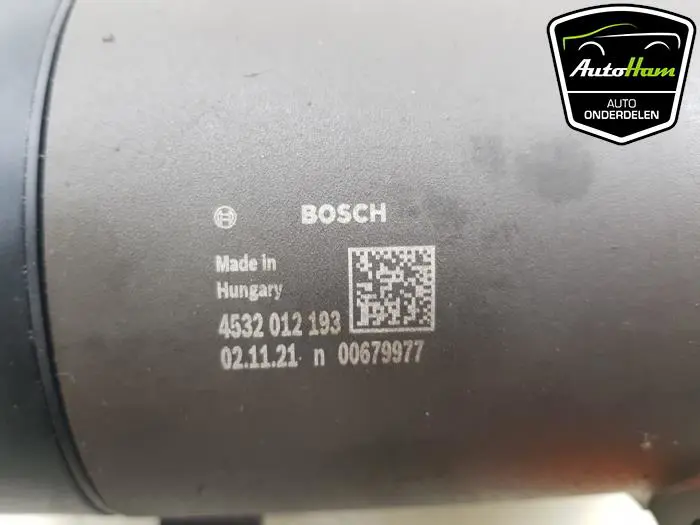 AutoHam
AUTO
ONDERDELEN
BOSCH
Made in
Hungary
4532 012 193
02.11.21 n 00679977